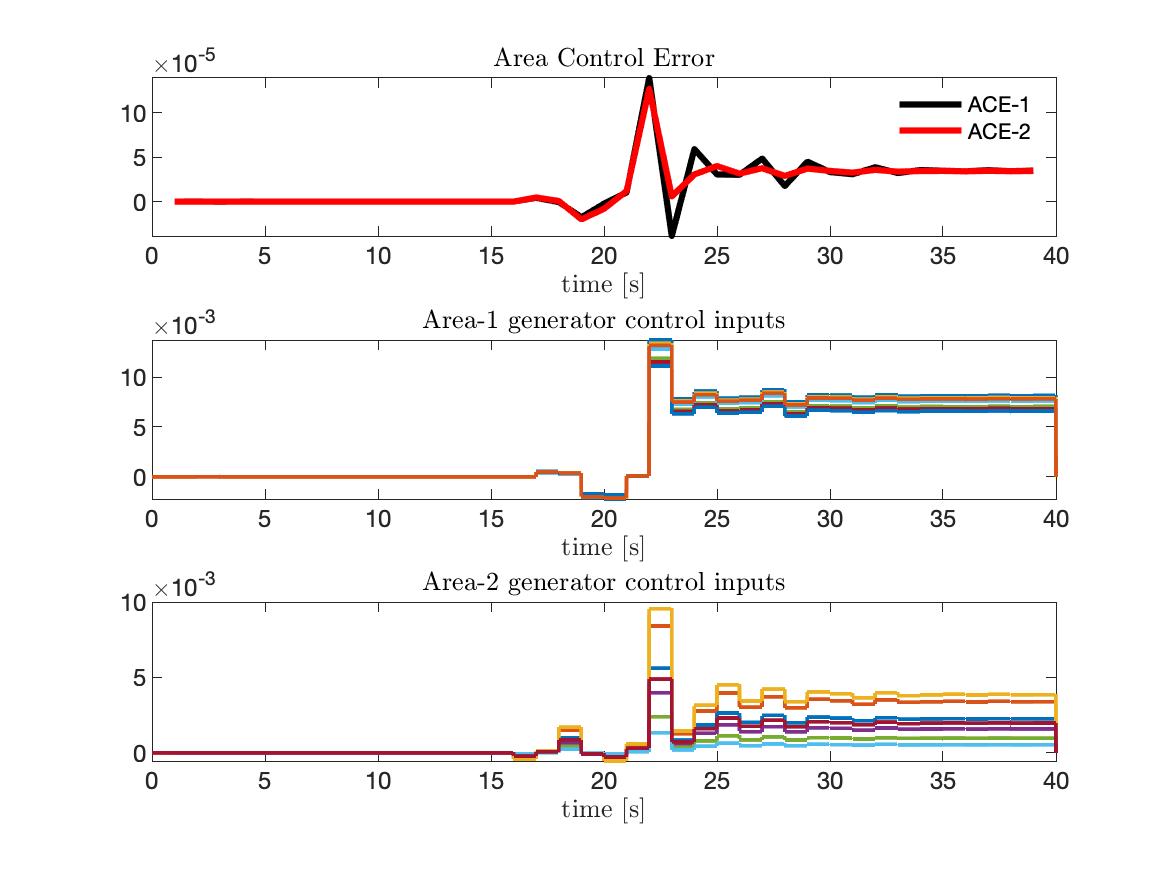 ×10-5
Area Control Error
10
5
0
ACE-1
ACE-2
0 5 10 15 20 25 30 35 40
time [s]
×10-3
Area-1 generator control inputs
10
5
0
0 5 10 15 20 25 30 35 40
time [s]
×10-3
Area-2 generator control inputs
10
5
0
0 5 10 15 20 25 30 35 40
time [s]